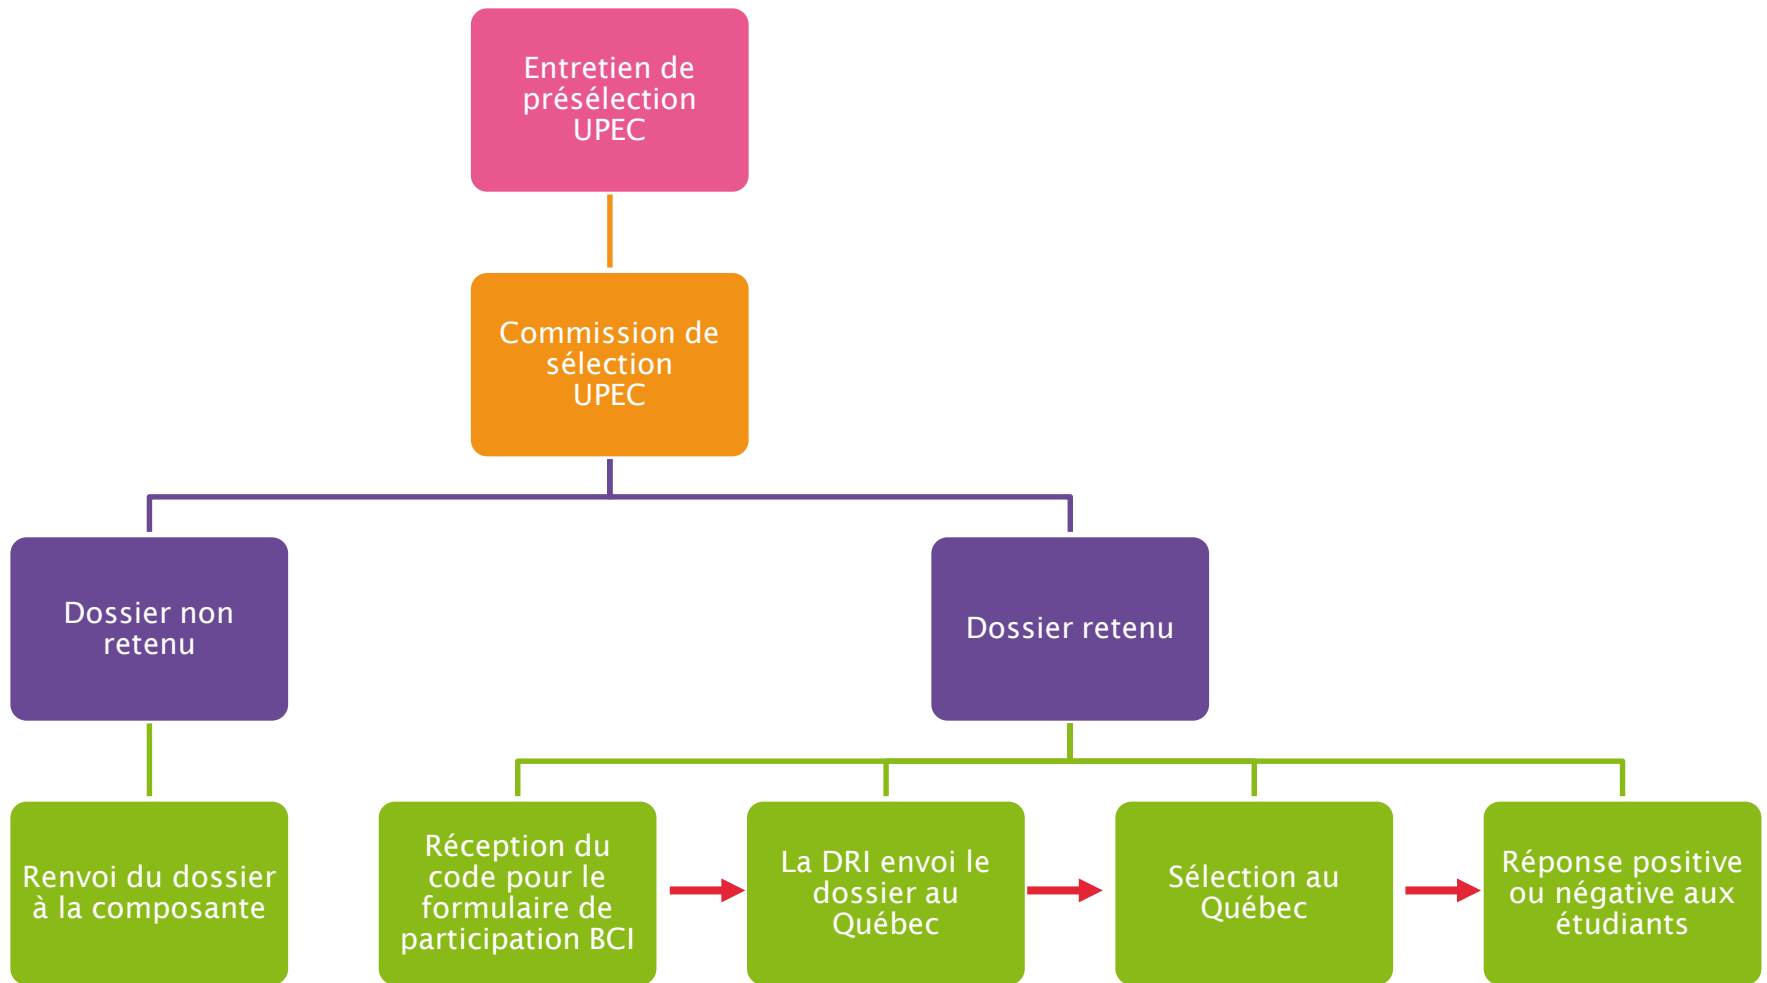 Entretien de
présélection
UPEC
Commission de
sélection
UPEC
Dossier non
retenu
Dossier retenu
Renvoi du dossier
à la composante
Réception du
code pour le
formulaire de
participation BCI
La DRI envoi le
dossier au
Québec
Sélection au
Québec
Réponse positive
ou négative aux
étudiants